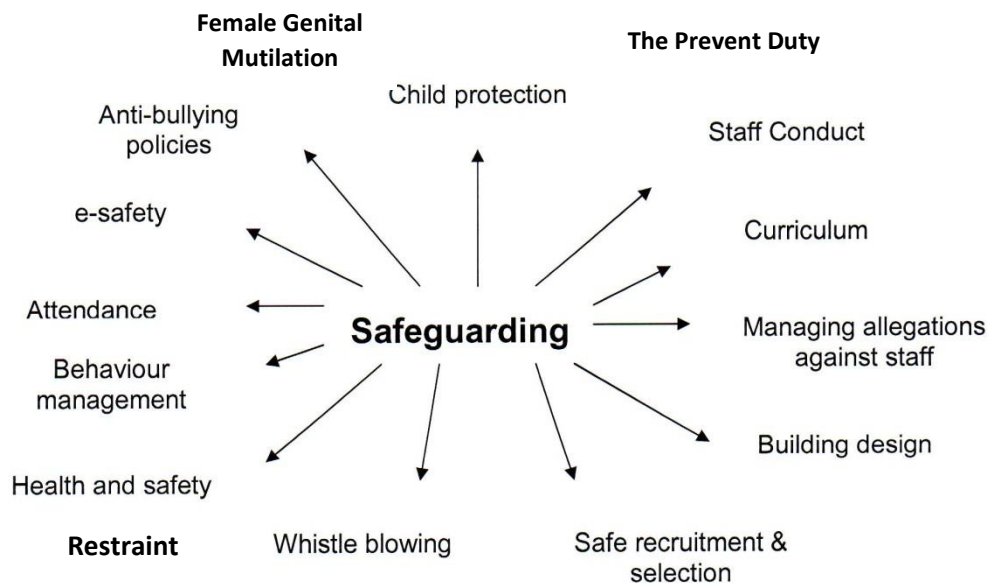 Female Genital
Mutilation
The Prevent Duty
Child protection
Anti-bullying
policies
Staff Conduct
e-safety
Curriculum
Attendance
Safeguarding
Managing allegations
against staff
Behaviour
management
Building design
Health and safety
Restraint
Whistle blowing
Safe recruitment &
selection